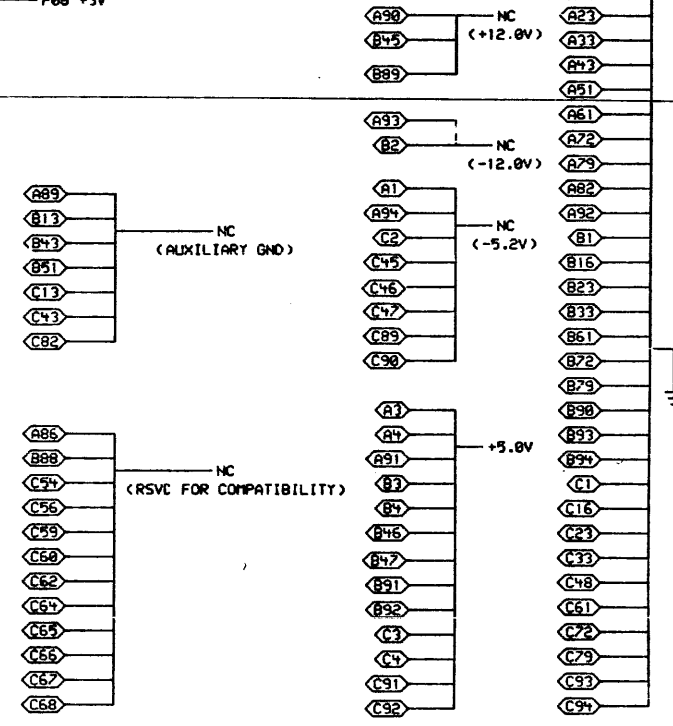 +3V
A90
B45
B89
NC
(+12.0V)
A93
B2
NC
(-12.0V)
A89
B13
B43
B51
C13
C43
C82
NC
(AUXILIARY GND)
A1
A94
C2
C45
C46
C47
C89
C90
NC
(-5.2V)
A86
B88
C54
C56
C59
C60
C62
C64
C65
C66
C67
C68
NC
(RSVD FOR COMPATIBILITY)
A3
A4
A91
B3
B4
B46
B47
B91
B92
C3
C4
C91
C92
+5.0V
A23
A33
A43
A51
A61
A72
A79
A82
A92
B1
B16
B23
B33
B61
B72
B79
B90
B93
B94
C1
C16
C23
C33
C48
C61
C72
C79
C93
C94